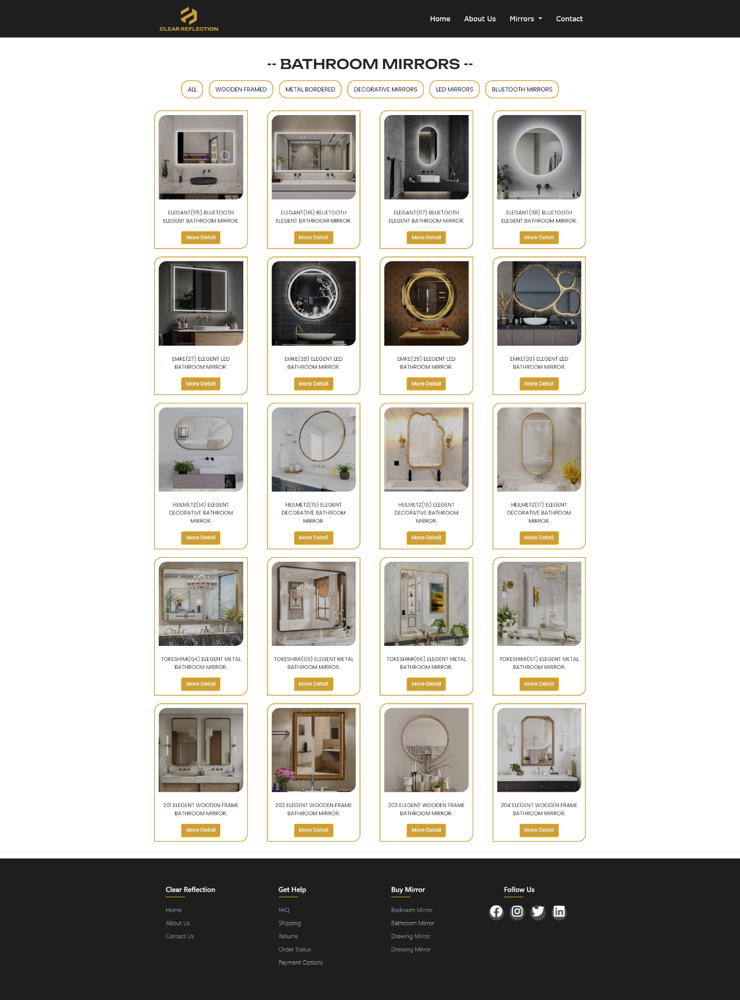 CLEAR REFLECTION
Home About Us Mirrors Contact
-- BATHROOM MIRRORS --
ALL WOODEN FRAMED METAL BORDERED DECORATIVE MIRRORS LED MIRRORS BLUETOOTH MIRRORS
ELEGANT(115) BLUETOOTH
ELEGENT BATHROOM MIRROR.
More Detail
ELEGANT(116) BLUETOOTH
ELEGENT BATHROOM MIRROR.
More Detail
ELEGANT(117) BLUETOOTH
ELEGENT BATHROOM MIRROR.
More Detail
ELEGANT(118) BLUETOOTH
ELEGENT BATHROOM MIRROR.
More Detail
EMKE(27) ELEGENT LED
BATHROOM MIRROR.
More Detail
EMKE(28) ELEGENT LED
BATHROOM MIRROR.
More Detail
EMKE(29) ELEGENT LED
BATHROOM MIRROR.
More Detail
EMKE(30) ELEGENT LED
BATHROOM MIRROR.
More Detail
HEILMETZ(14) ELEGENT
DECORATIVE BATHROOM
MIRROR.
More Detail
HEILMETZ(15) ELEGENT
DECORATIVE BATHROOM
MIRROR.
More Detail
HEILMETZ(16) ELEGENT
DECORATIVE BATHROOM
MIRROR.
More Detail
HEILMETZ(17) ELEGENT
DECORATIVE BATHROOM
MIRROR.
More Detail
TOKESHIMI(64) ELEGENT METAL
BATHROOM MIRROR.
More Detail
TOKESHIMI(65) ELEGENT METAL
BATHROOM MIRROR.
More Detail
TOKESHIMI(66) ELEGENT METAL
BATHROOM MIRROR.
More Detail
TOKESHIMI(67) ELEGENT METAL
BATHROOM MIRROR.
More Detail
201 ELEGENT WOODEN FRAME
BATHROOM MIRROR.
More Detail
202 ELEGENT WOODEN FRAME
BATHROOM MIRROR.
More Detail
203 ELEGENT WOODEN FRAME
BATHROOM MIRROR.
More Detail
204 ELEGENT WOODEN FRAME
BATHROOM MIRROR.
More Detail
Clear Reflection
Home
About Us
Contact Us
Get Help
FAQ
Shipping
Returns
Order Status
Payment Options
Buy Mirror
Bedroom Mirror
Bathroom Mirror
Drawing Mirror
Dressing Mirror
Follow Us